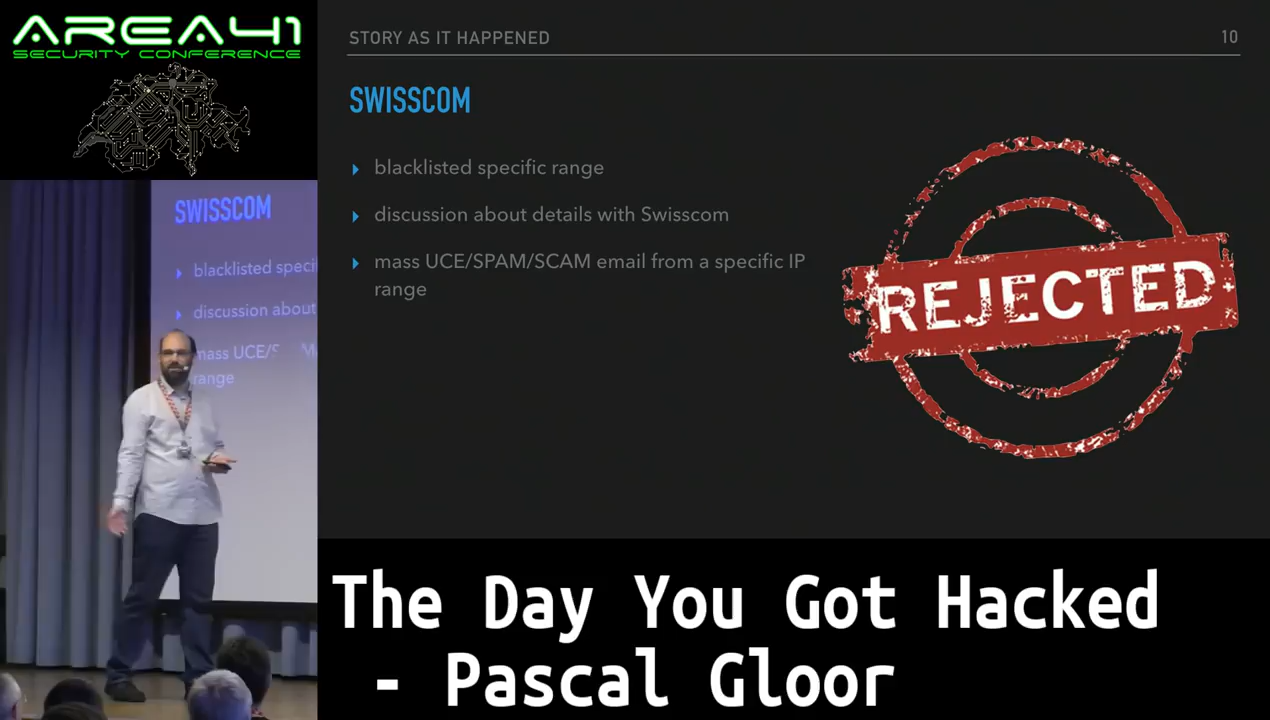 AREA41
SECURITY CONFERENCE
STORY AS IT HAPPENED
10
SWISSCOM
blacklisted specific range
discussion about details with Swisscom
mass UCE/SPAM/SCAM email from a specific IP
range
REJECTED
SWISSCOM
blacklisted speci
discussion about
mass UCE/S
range
The Day You Got Hacked
- Pascal Gloor